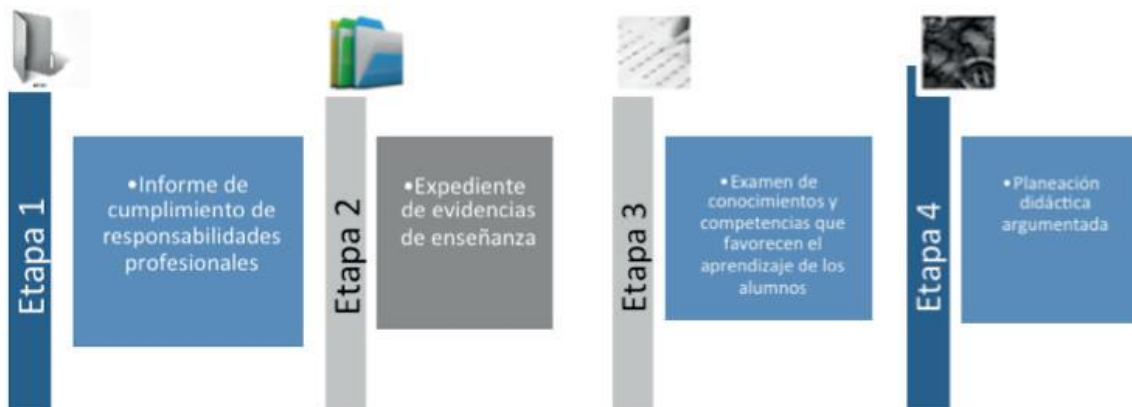 Etapa 1
•Informe de
cumplimiento de
responsabilidades
profesionales
Etapa 2
•Expediente
de evidencias
de enseñanza
Etapa 3
•Examen de
conocimientos y
competencias que
favorecen el
aprendizaje de los
alumnos
Etapa 4
•Planeación
didáctica
argumentada